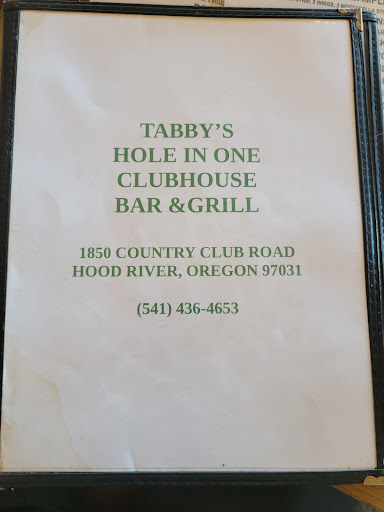 TABBY'S
HOLE IN ONE
CLUBHOUSE
BAR &GRILL
1850 COUNTRY CLUB ROAD
HOOD RIVER, OREGON 97031
(541) 436-4653